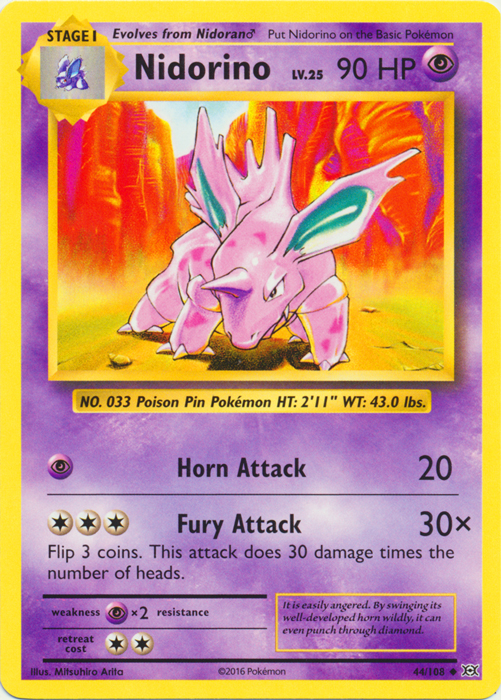 STAGE 1 Evolves from Nidoran♂ Put Nidorino on the Basic Pokémon
Nidorino LV.25 90 HP
NO. 033 Poison Pin Pokémon HT: 2'11" WT: 43.0 lbs.
Horn Attack 20
Fury Attack 30×
Flip 3 coins. This attack does 30 damage times the
number of heads.
weakness ×2 resistance
retreat
cost
It is easily angered. By swinging its
well-developed horn wildly, it can
even punch through diamond.
Illus. Mitsuhiro Arita ©2016 Pokémon 44/108